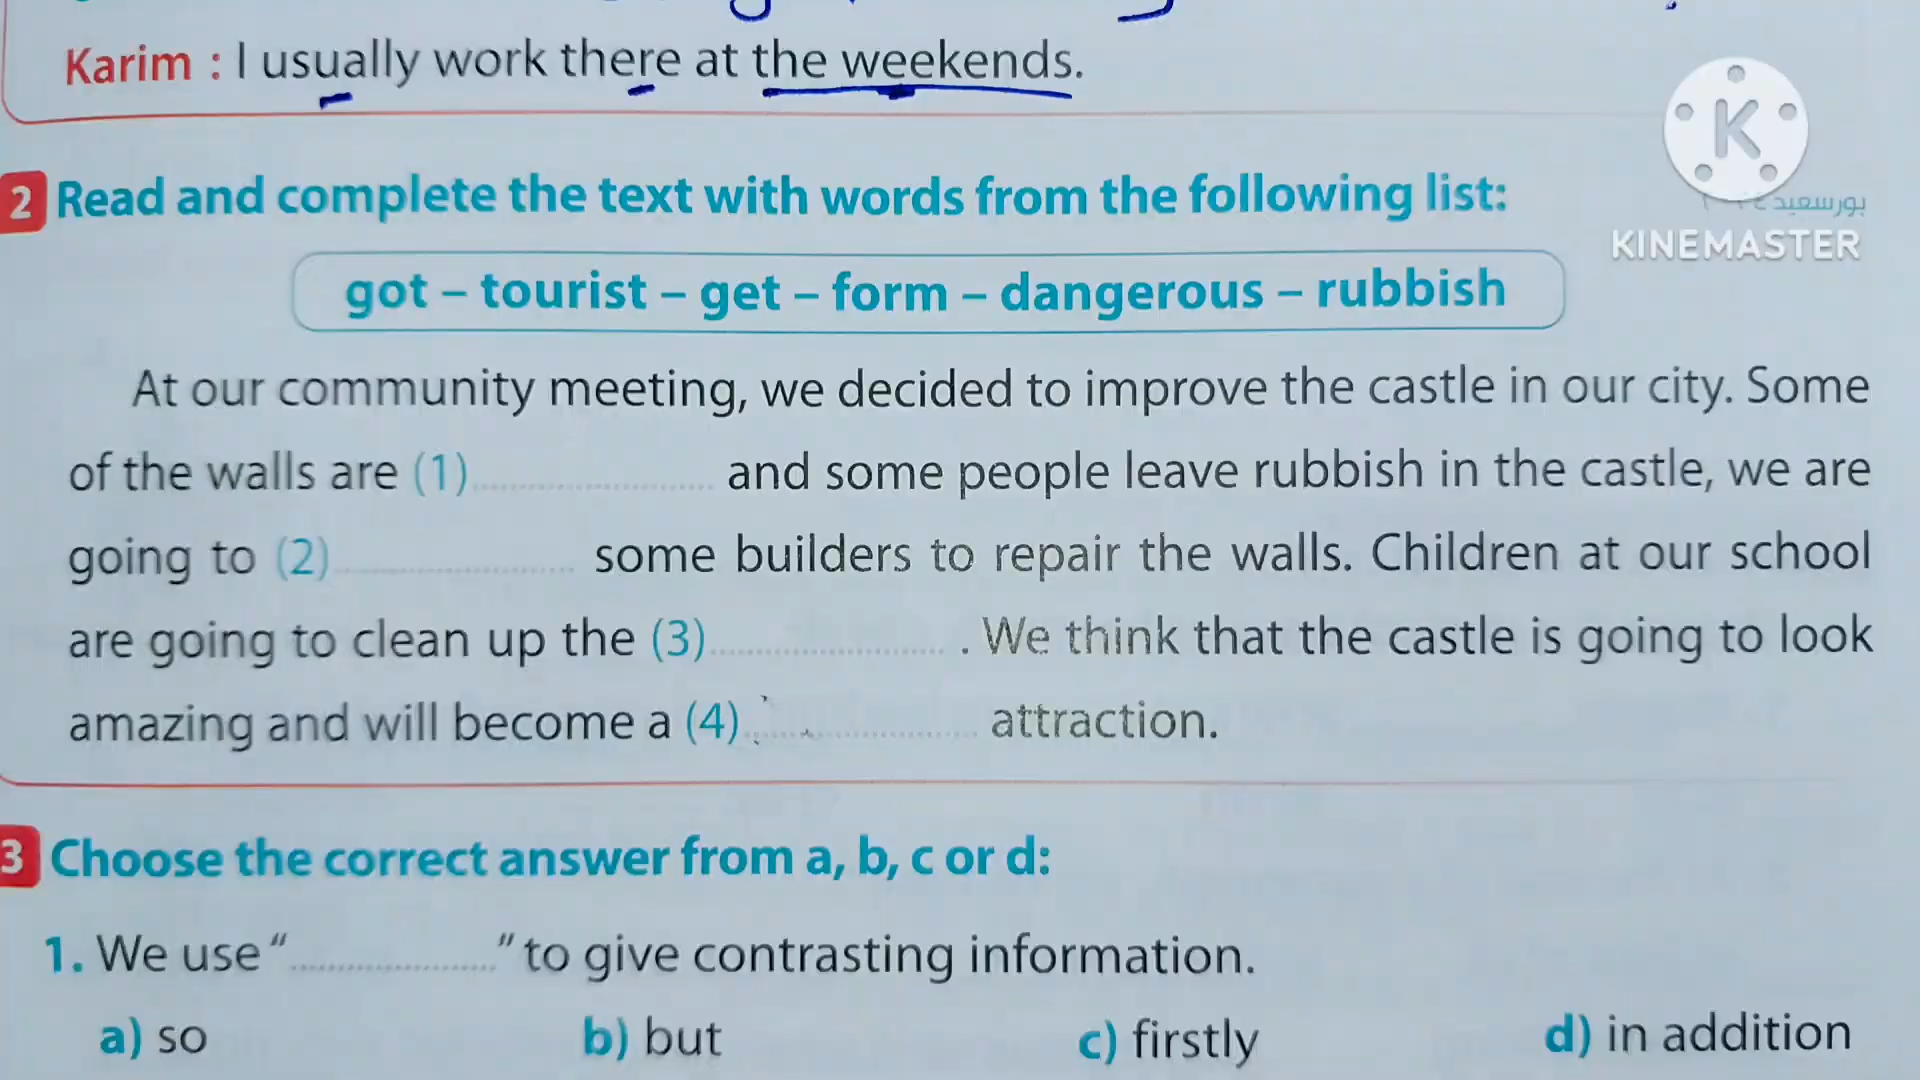 Karim : I usually work there at the weekends.
K
بورسعيد
KINEMASTER
2 Read and complete the text with words from the following list:
got – tourist – get – form – dangerous – rubbish
At our community meeting, we decided to improve the castle in our city. Some
of the walls are (1).................... and some people leave rubbish in the castle, we are
going to (2).................... some builders to repair the walls. Children at our school
are going to clean up the (3).................... . We think that the castle is going to look
amazing and will become a (4).................... attraction.
3 Choose the correct answer from a, b, c or d:
1. We use “.................” to give contrasting information.
a) so b) but c) firstly d) in addition